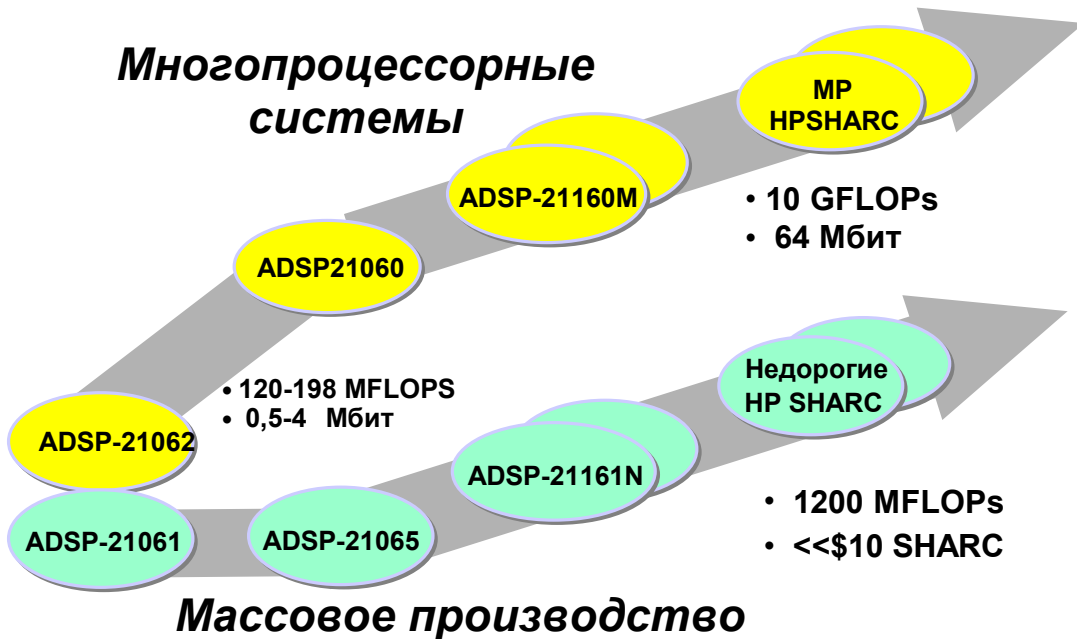 Многопроцессорные
системы
MP
HPSHARC
ADSP-21160M
• 10 GFLOPs
• 64 Мбит
ADSP21060
Недорогие
HP SHARC
• 120-198 MFLOPS
• 0,5-4 Мбит
ADSP-21062
ADSP-21161N
• 1200 MFLOPs
• <<$10 SHARC
ADSP-21061
ADSP-21065
Массовое производство